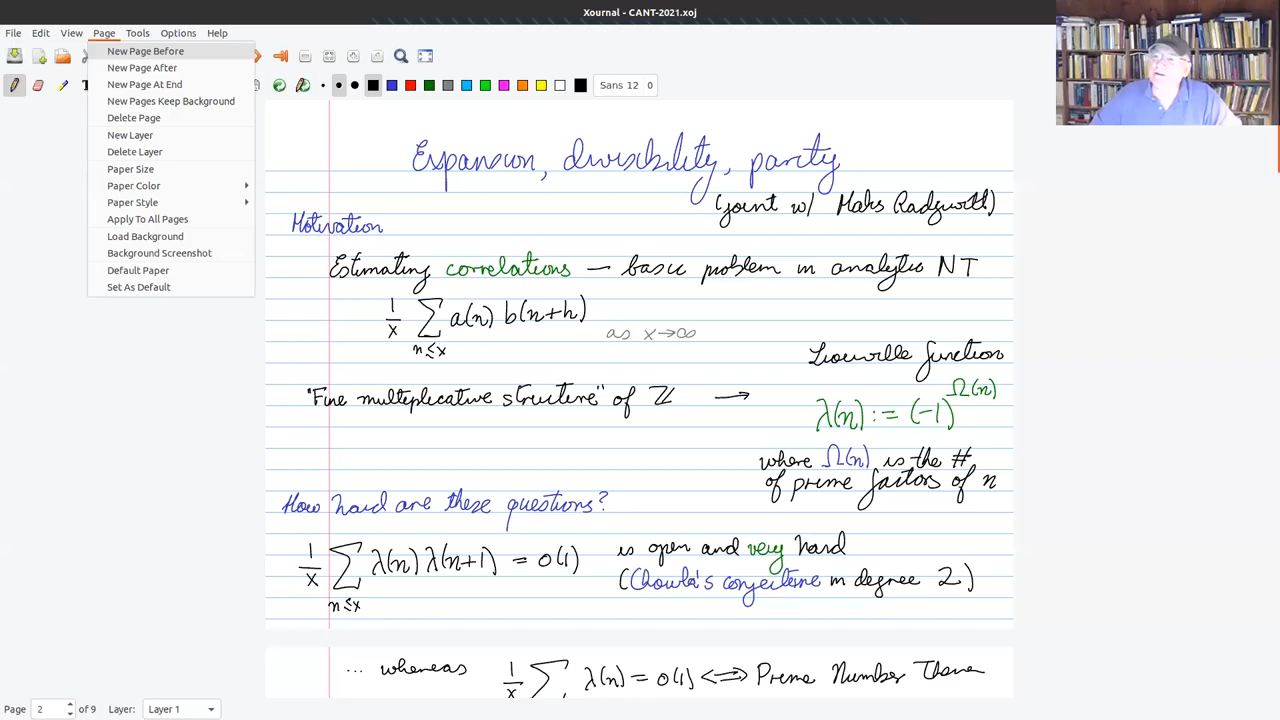 Xournal - CANT-2021.xoj
File Edit View Page Tools Options Help
New Page Before
New Page After
New Page At End
New Pages Keep Background
Delete Page
New Layer
Delete Layer
Paper Size
Paper Color
Paper Style
Apply To All Pages
Load Background
Background Screenshot
Default Paper
Set As Default
Sans 12 0
Expansion, divisibility, parity
(joint w/ Maks Radziwiłł)
Motivation
Estimating correlations — basic problem in analytic NT
1/x ∑_{n≤x} a(n) b(n+h) as x→∞
"Fine multiplicative structure" of ℤ →
Liouville function
λ(n) := (-1)^{Ω(n)}
where Ω(n) is the #
of prime factors of n
How hard are these questions?
1/x ∑_{n≤x} λ(n) λ(n+1) = o(1)
is open and very hard
(Chowla's conjecture in degree 2)
... whereas 1/x ∑ λ(n) = o(1) ⟺ Prime Number Theorem
Page 2 of 9 Layer: Layer 1